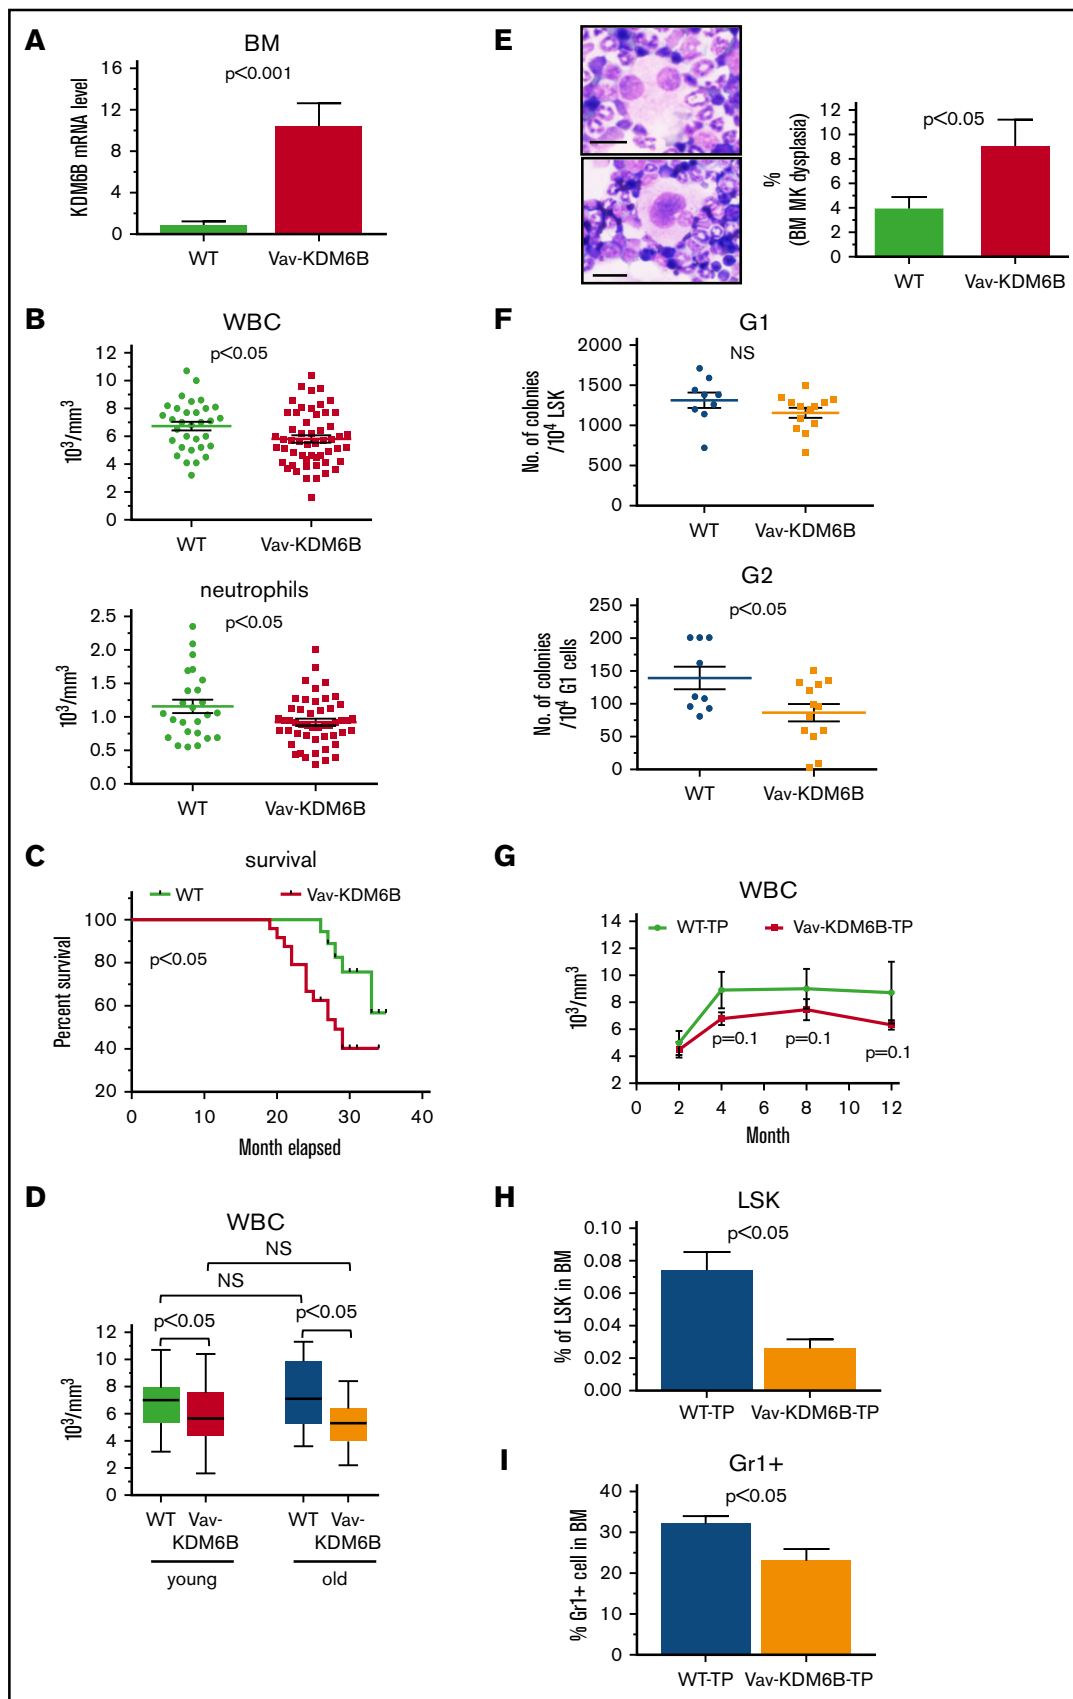 A
BM
KDM6B mRNA level
16
12
8
4
0
p<0.001
WT
Vav-KDM6B
B
WBC
10³/mm³
12
10
8
6
4
2
0
p<0.05
WT
Vav-KDM6B
neutrophils
10³/mm³
2.5
2.0
1.5
1.0
0.5
0.0
p<0.05
WT
Vav-KDM6B
C
survival
WT
Vav-KDM6B
Percent survival
100
80
60
40
20
p<0.05
0
10
20
30
40
Month elapsed
D
WBC
NS
NS
p<0.05
p<0.05
10³/mm³
12
10
8
6
4
2
0
WT
Vav-
KDM6B
WT
Vav-
KDM6B
young
old
E
%
(BM MK dysplasia)
12
10
8
6
4
2
0
p<0.05
WT
Vav-KDM6B
F
G1
No. of colonies
/10⁴ LSK
2000
1500
1000
500
0
NS
WT
Vav-KDM6B
G2
No. of colonies
/10⁴ G1 cells
250
200
150
100
50
0
p<0.05
WT
Vav-KDM6B
G
WBC
WT-TP
Vav-KDM6B-TP
10³/mm³
14
12
10
8
6
4
2
p=0.1
p=0.1
p=0.1
0
2
4
6
8
10
12
Month
H
LSK
% of LSK in BM
0.10
0.08
0.06
0.04
0.02
0.00
p<0.05
WT-TP
Vav-KDM6B-TP
I
Gr1+
% Gr1+ cell in BM
40
30
20
10
0
p<0.05
WT-TP
Vav-KDM6B-TP